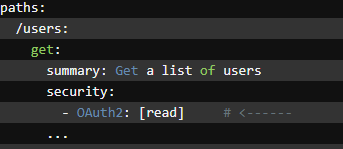 paths:
  /users:
    get:
      summary: Get a list of users
      security:
        - OAuth2: [read]     # <------
      ...